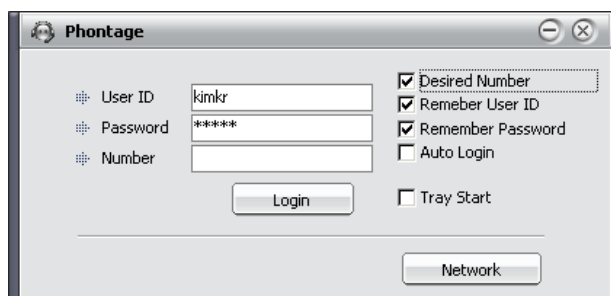 Phontage
User ID kimkr
Password *****
Number
Desired Number
Remeber User ID
Remember Password
Auto Login
Login
Tray Start
Network